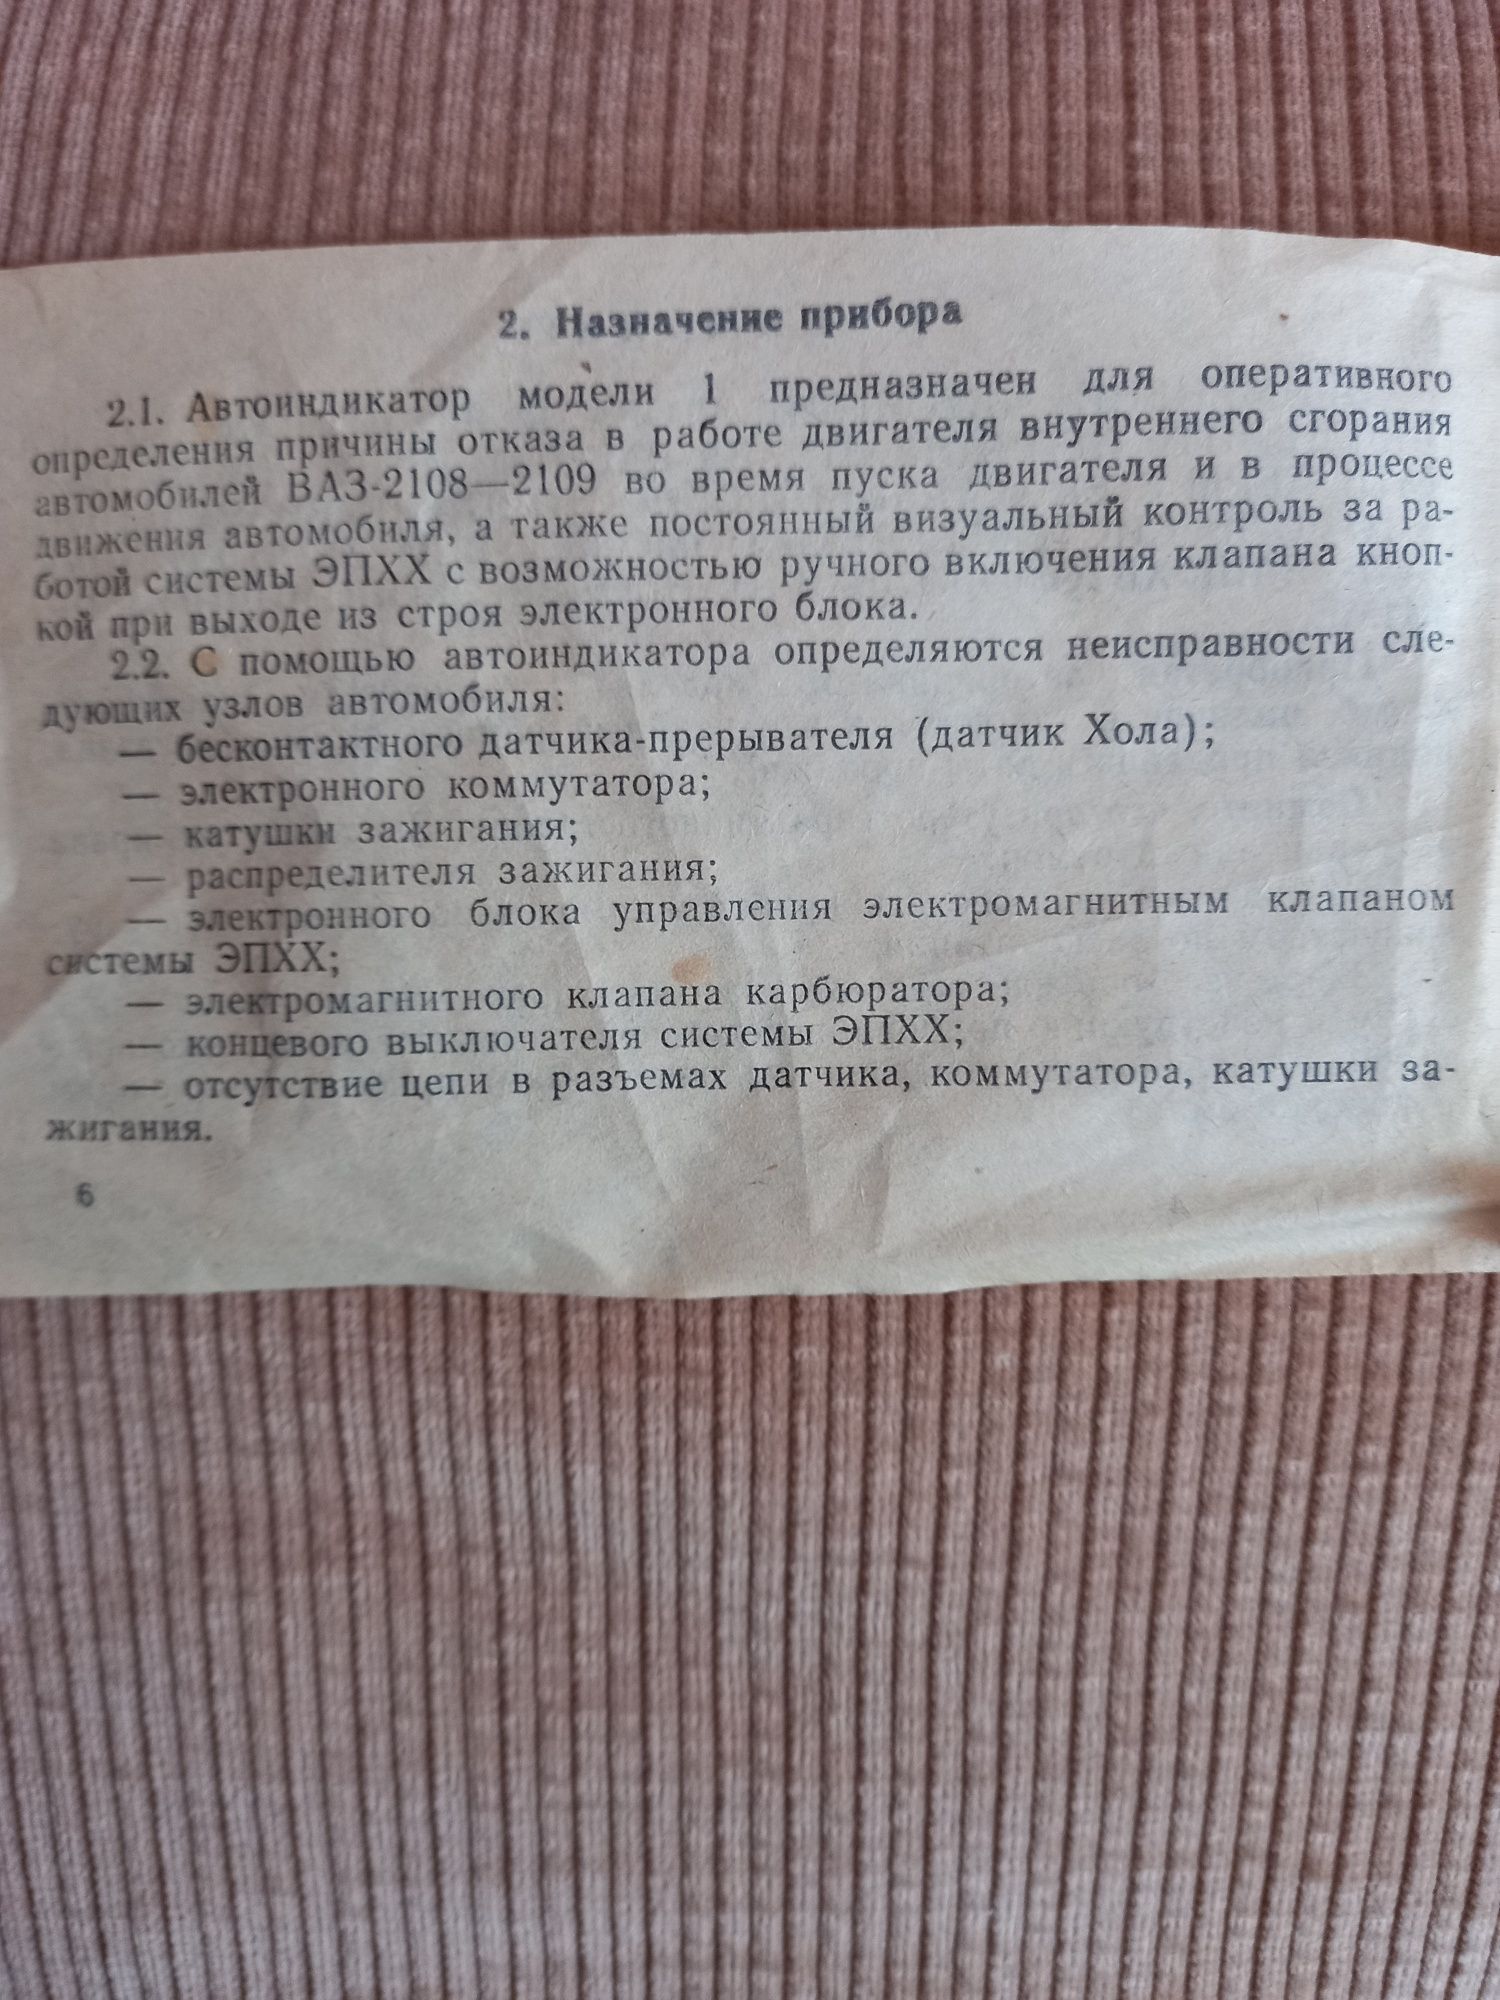 2. Назначение прибора
2.1. Автоиндикатор модели 1 предназначен для оперативного
определения причины отказа в работе двигателя внутреннего сгорания
автомобилей ВАЗ-2108—2109 во время пуска двигателя и в процессе
движения автомобиля, а также постоянный визуальный контроль за ра-
ботой системы ЭПХХ с возможностью ручного включения клапана кноп-
кой при выходе из строя электронного блока.
2.2. С помощью автоиндикатора определяются неисправности сле-
дующих узлов автомобиля:
— бесконтактного датчика-прерывателя (датчик Хола);
— электронного коммутатора;
— катушки зажигания;
— распределителя зажигания;
— электронного блока управления электромагнитным клапаном
системы ЭПХХ;
— электромагнитного клапана карбюратора;
— концевого выключателя системы ЭПХХ;
— отсутствие цепи в разъемах датчика, коммутатора, катушки за-
жигания.
6